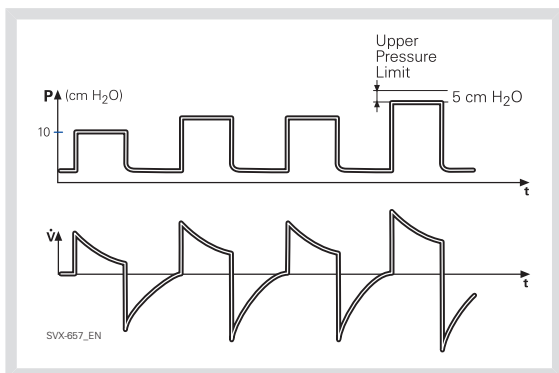 Upper
Pressure
Limit
P (cm H₂O)
5 cm H₂O
10
t
V̇
t
SVX-657_EN